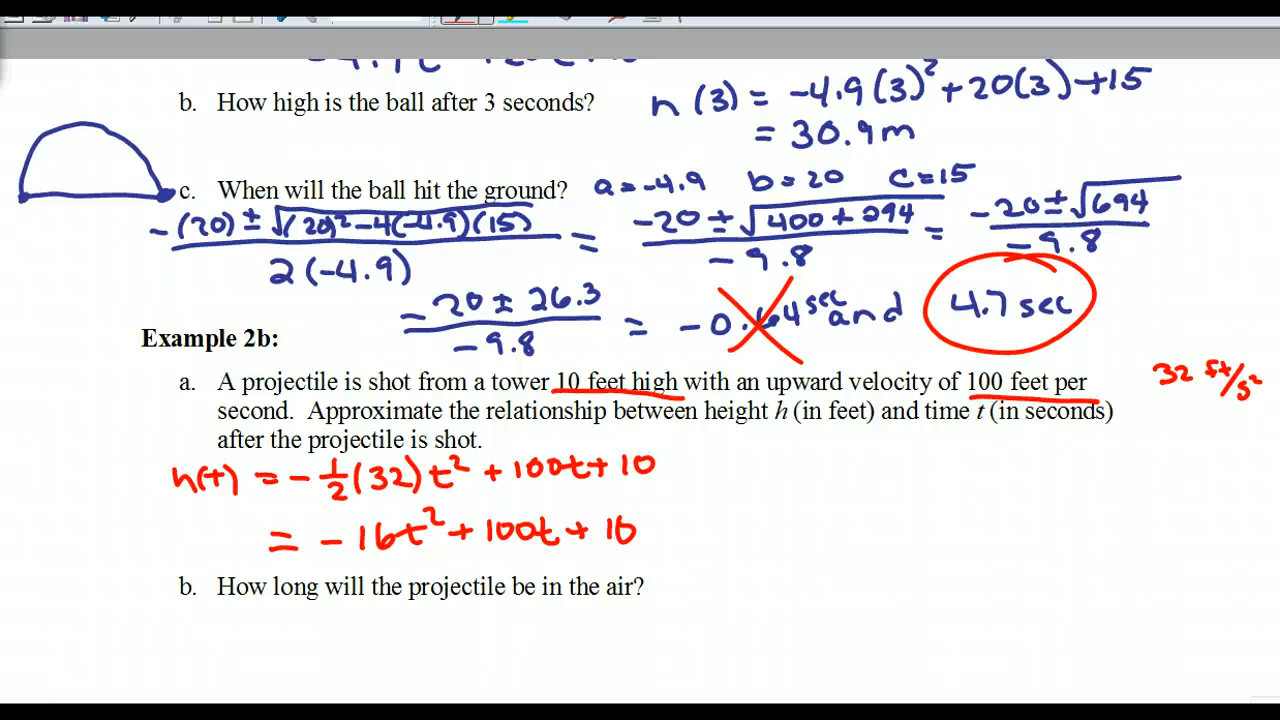 b. How high is the ball after 3 seconds?
h(3) = -4.9(3)² + 20(3) + 15
= 30.9m
c. When will the ball hit the ground?
a = -4.9 b = 20 c = 15
-(20) ± √(20)² - 4(-4.9)(15) / 2(-4.9) = -20 ± √400 + 294 / -9.8 = -20 ± √694 / -9.8
-20 ± 26.3 / -9.8 = -0.64 sec and 4.7 sec
Example 2b:
a. A projectile is shot from a tower 10 feet high with an upward velocity of 100 feet per
second. Approximate the relationship between height h (in feet) and time t (in seconds)
after the projectile is shot.
32 ft/s²
h(t) = - 1/2 (32) t² + 100t + 10
= -16t² + 100t + 10
b. How long will the projectile be in the air?